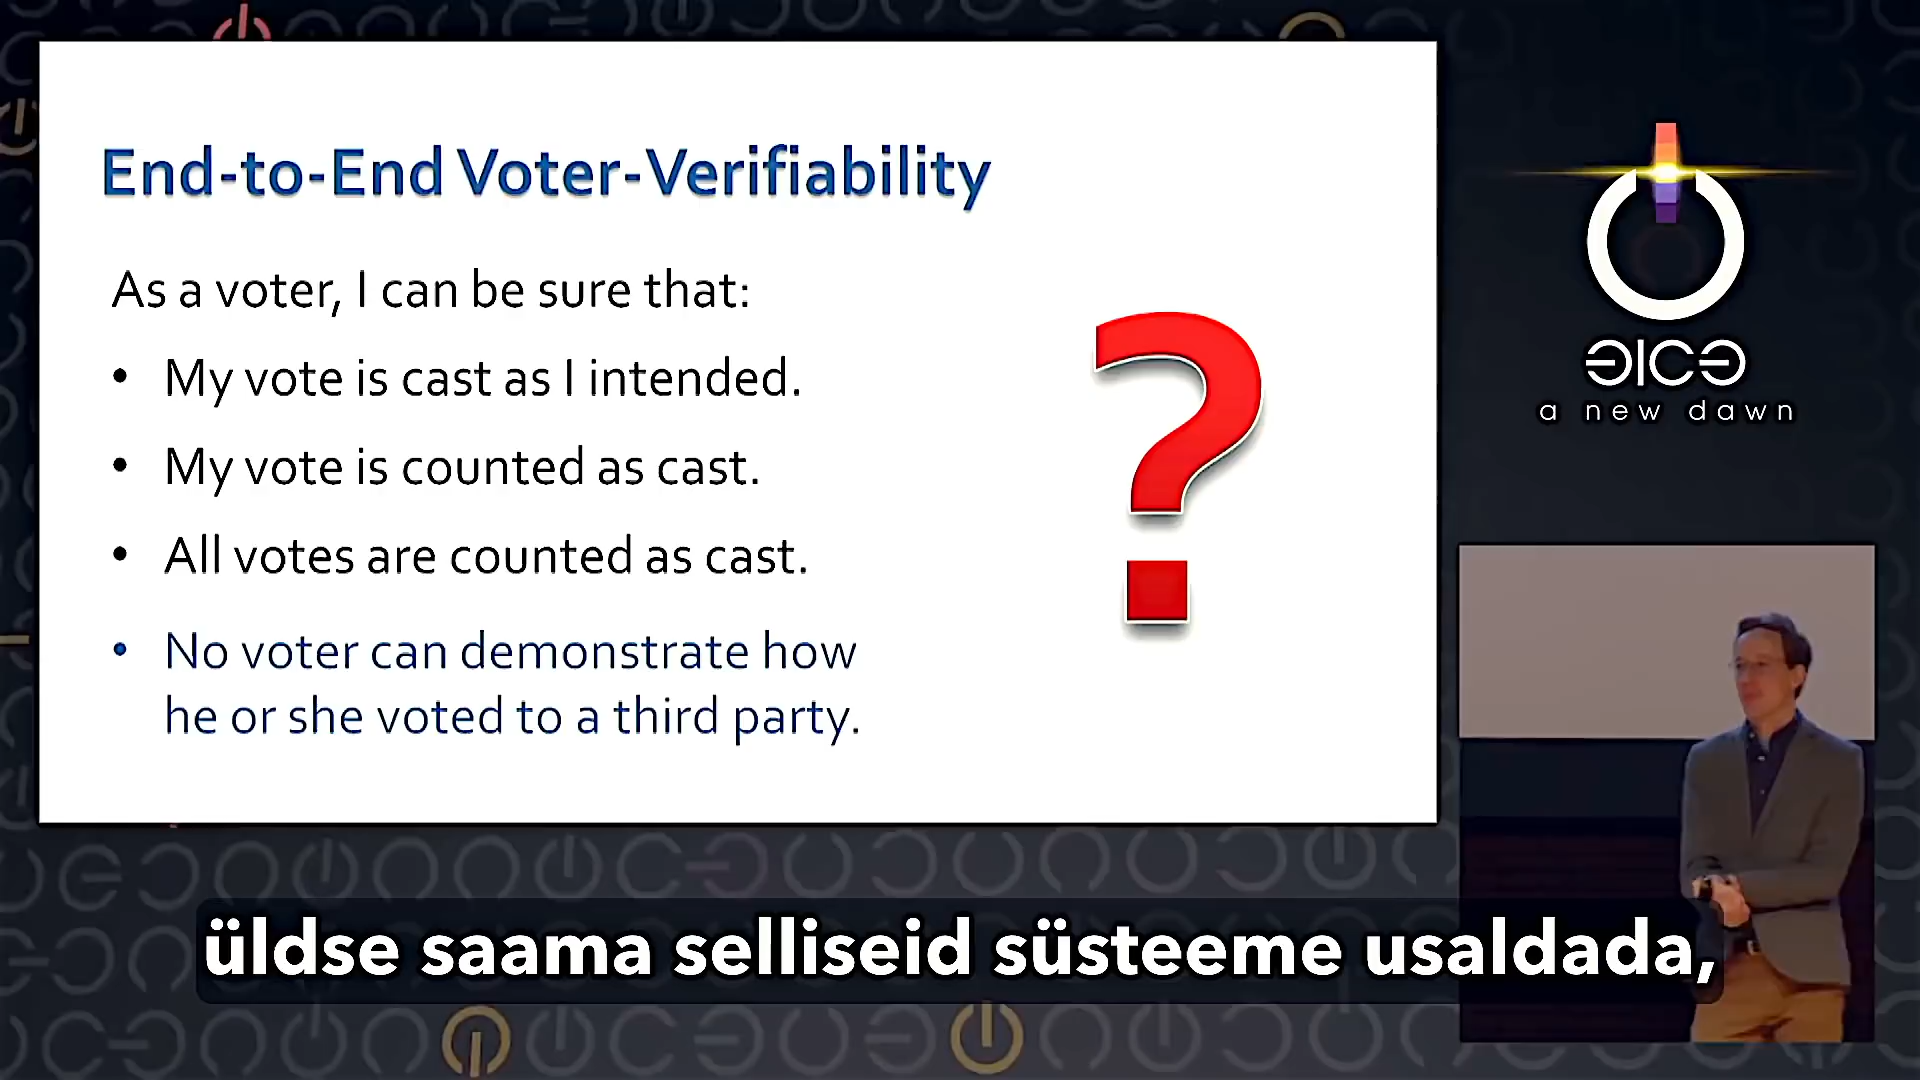 End-to-End Voter-Verifiability
As a voter, I can be sure that:
• My vote is cast as I intended.
• My vote is counted as cast.
• All votes are counted as cast.
• No voter can demonstrate how
he or she voted to a third party.
?
a new dawn
üldse saama selliseid süsteeme usaldada,